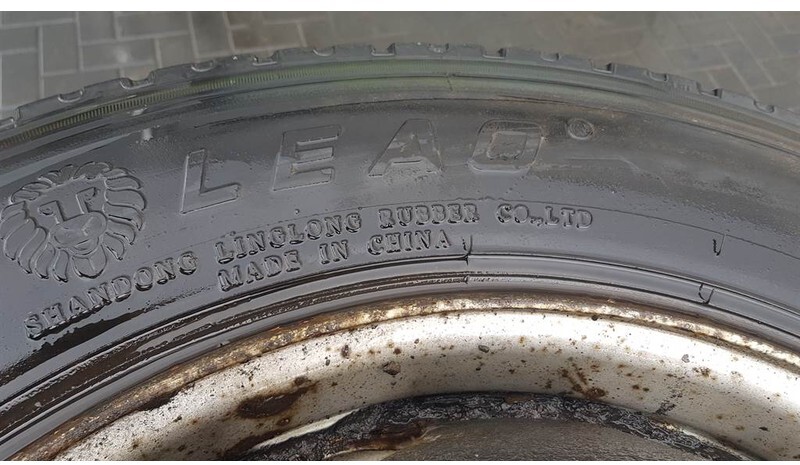 LEAO
SHANDONG LINGLONG RUBBER CO.,LTD
MADE IN CHINA